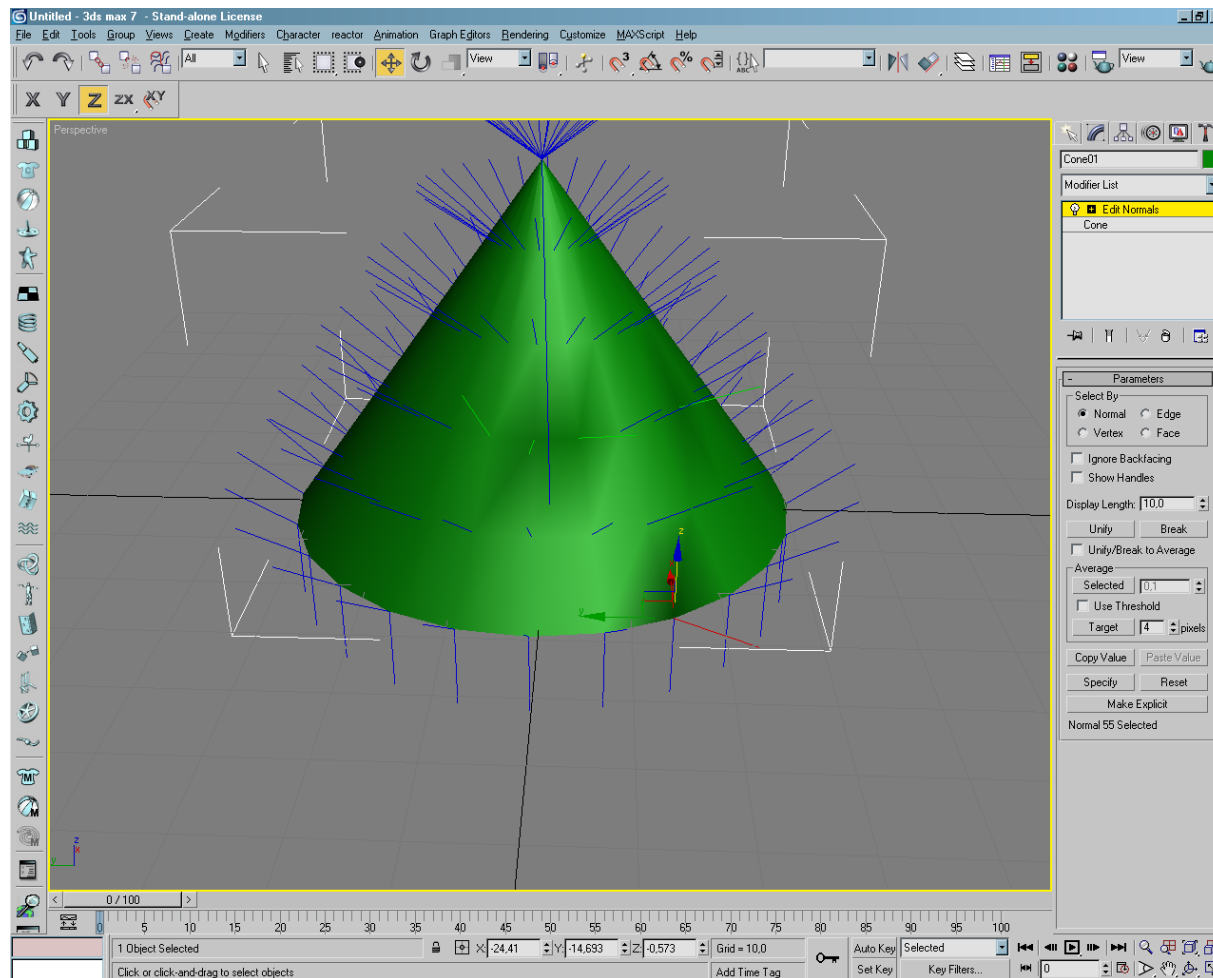 Untitled - 3ds max 7 - Stand-alone License
File Edit Tools Group Views Create Modifiers Character reactor Animation Graph Editors Rendering Customize MAXScript Help
All View 3 % {} ABC View
X Y Z ZX XY
Perspective
Cone01
Modifier List
Edit Normals
Cone
- Parameters
Select By
Normal Edge
Vertex Face
Ignore Backfacing
Show Handles
Display Length: 10,0
Unify Break
Unify/Break to Average
Average
Selected 0,1
Use Threshold
Target 4 pixels
Copy Value Paste Value
Specify Reset
Make Explicit
Normal 55 Selected
z
y
z
x
y
M
M
M
< 0 / 100 >
0 5 10 15 20 25 30 35 40 45 50 55 60 65 70 75 80 85 90 95 100
1 Object Selected X: -24,41 Y: -14,693 Z: -0,573 Grid = 10,0 Auto Key Selected
Click or click-and-drag to select objects Add Time Tag Set Key Key Filters... 0